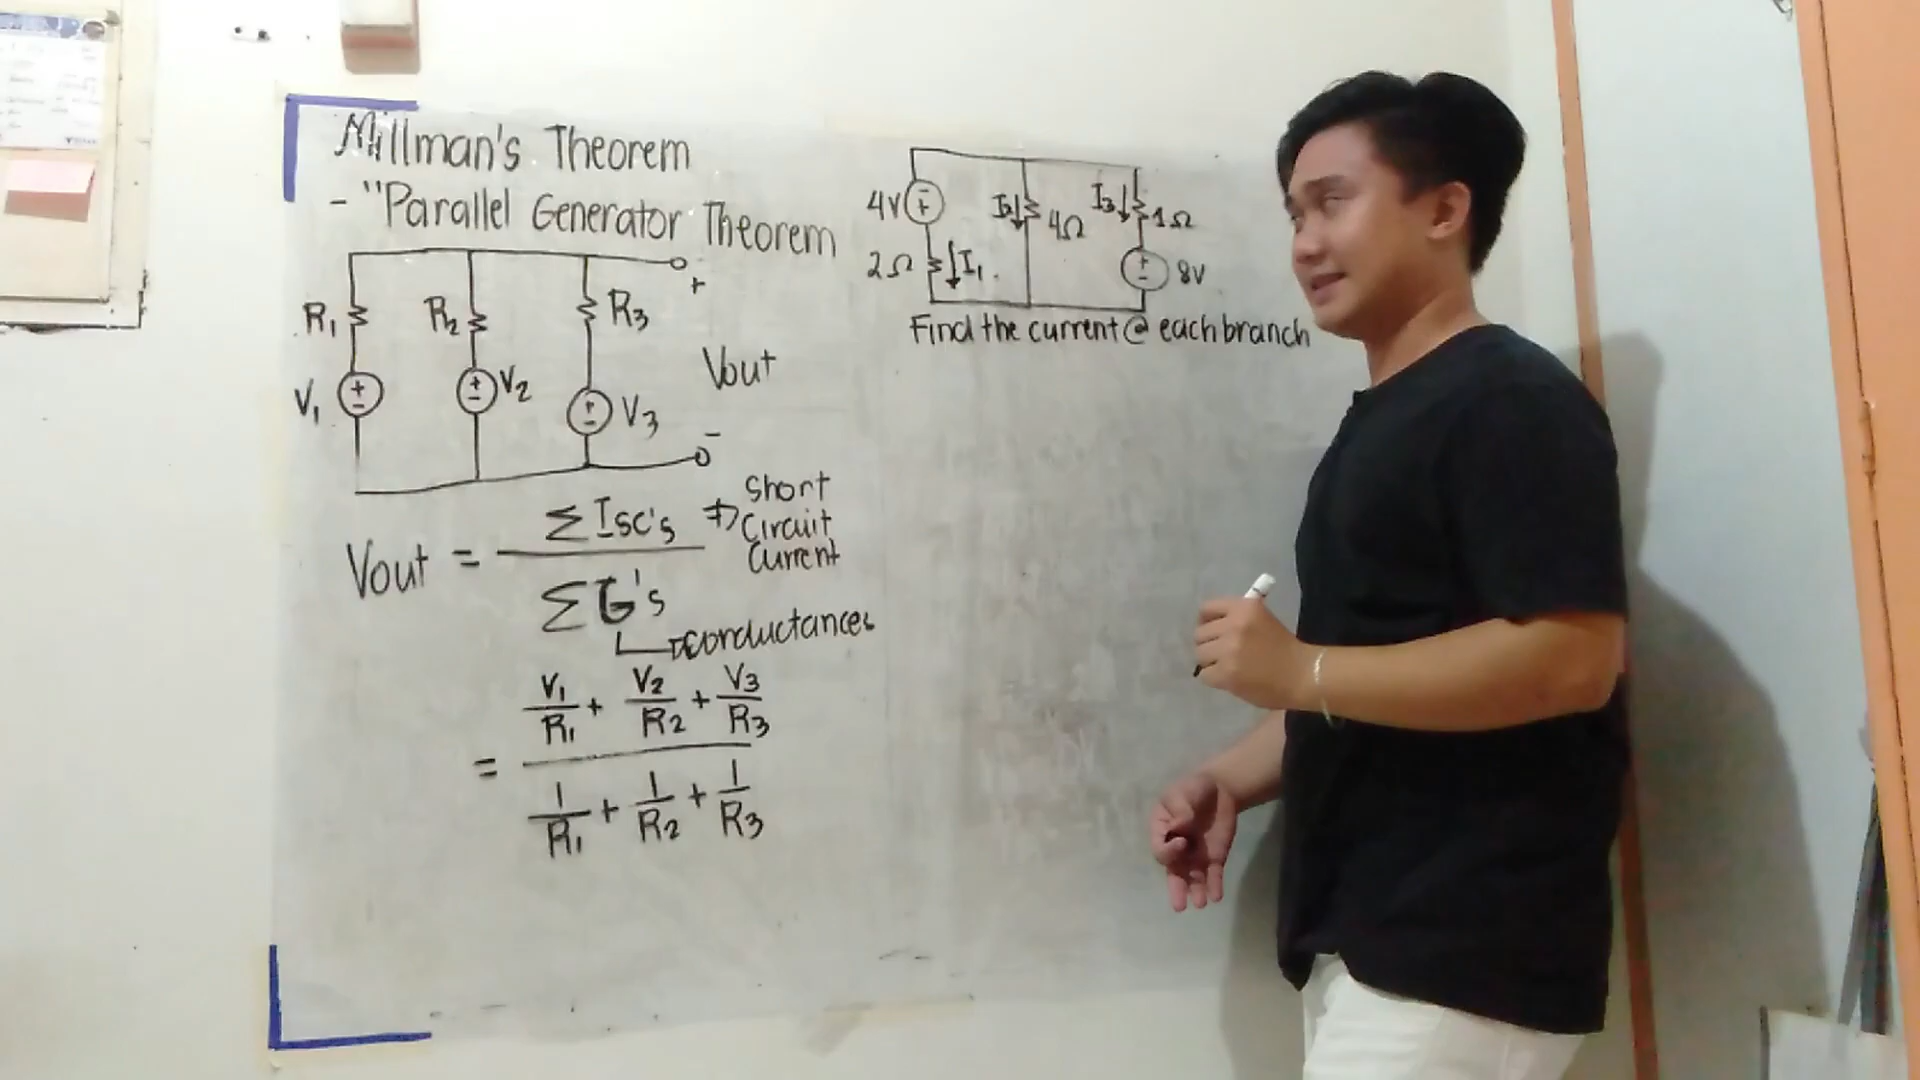 Millman's Theorem
- "Parallel Generator Theorem
R1
R2
R3
+
V1
+
-
+
-
V2
+
-
V3
Vout
-
Vout = ΣIsc's / ΣG's
Short
Circuit
Current
conductances
= V1/R1 + V2/R2 + V3/R3
1/R1 + 1/R2 + 1/R3
4V
-
+
2Ω
I1
I2
4Ω
I3
1Ω
+
-
8V
Find the current @ each branch